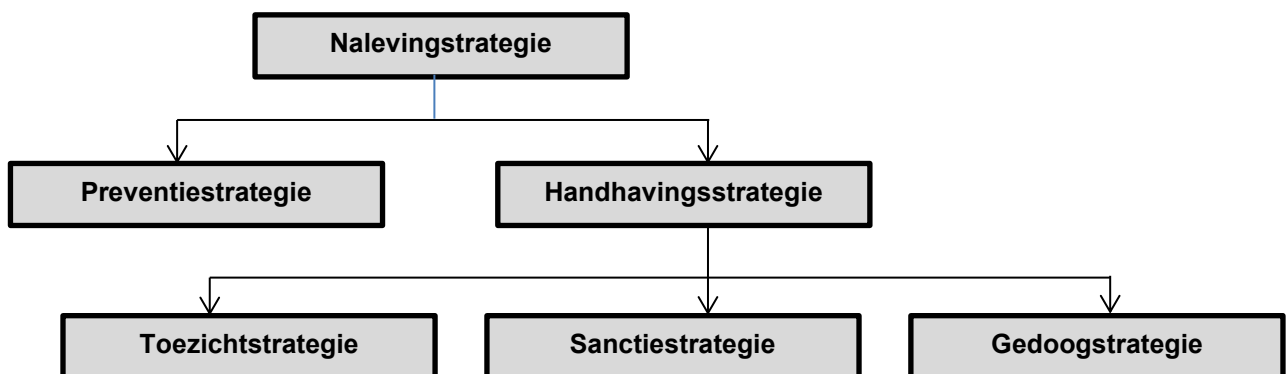 Nalevingstrategie
Preventiestrategie
Handhavingsstrategie
Toezichtstrategie
Sanctiestrategie
Gedoogstrategie